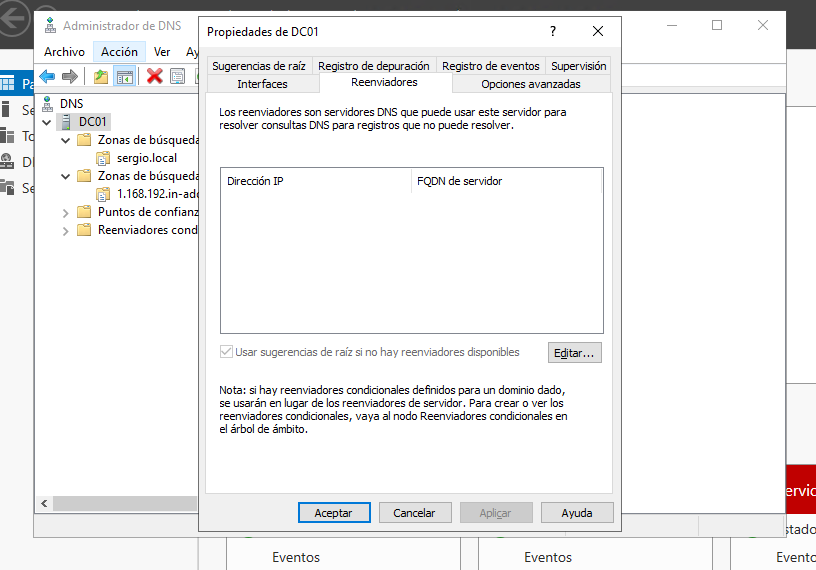 Administrador de DNS
Archivo Acción Ver Ay
DNS
DC01
Zonas de búsqueda
sergio.local
Zonas de búsqueda
1.168.192.in-add
Puntos de confianz
Reenviadores cond
Propiedades de DC01
?
Sugerencias de raíz Registro de depuración Registro de eventos Supervisión
Interfaces Reenviadores Opciones avanzadas
Los reenviadores son servidores DNS que puede usar este servidor para
resolver consultas DNS para registros que no puede resolver.
Dirección IP FQDN de servidor
Usar sugerencias de raíz si no hay reenviadores disponibles
Editar...
Nota: si hay reenviadores condicionales definidos para un dominio dado,
se usarán en lugar de los reenviadores de servidor. Para crear o ver los
reenviadores condicionales, vaya al nodo Reenviadores condicionales en
el árbol de ámbito.
Aceptar Cancelar Aplicar Ayuda
Pa
Se
To
DI
Se
ervic
stado
Eventos Eventos Evento